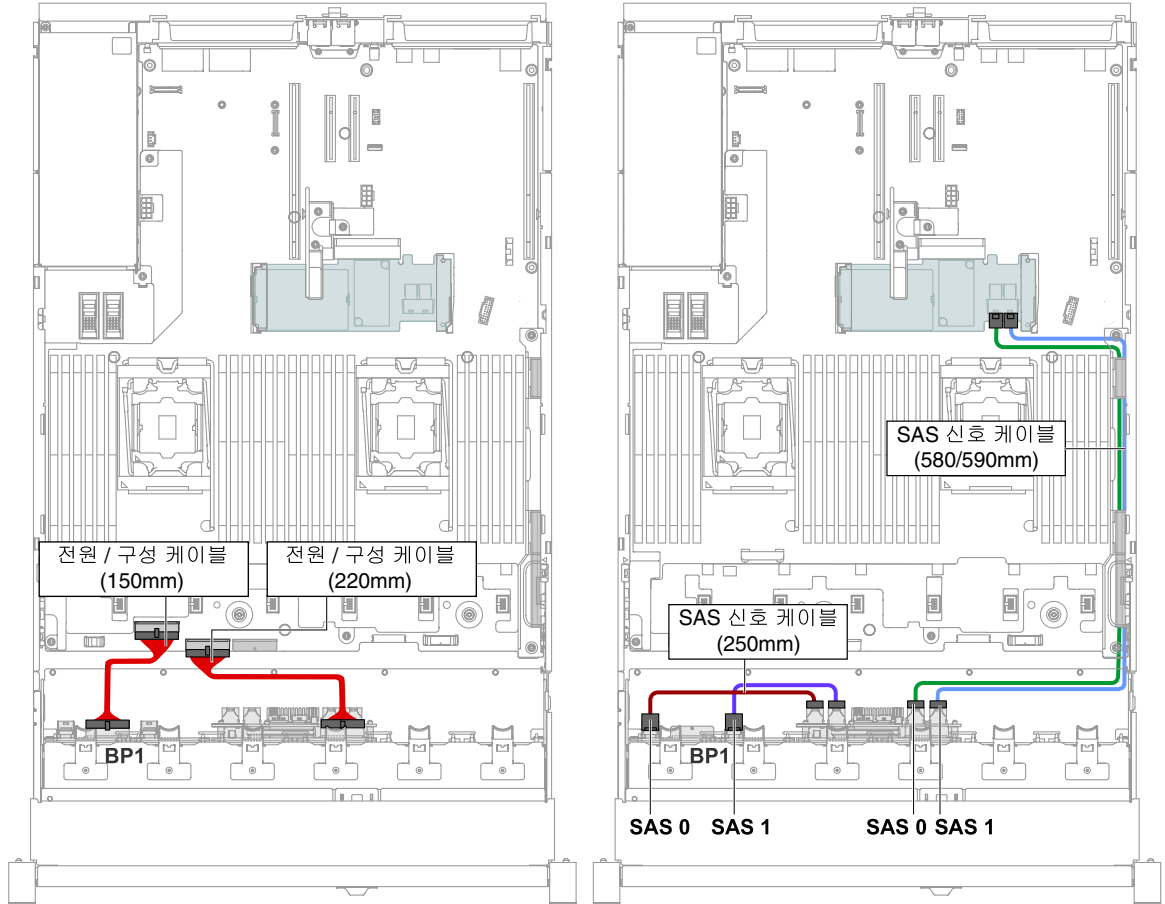 전원 / 구성 케이블
(150mm)
전원 / 구성 케이블
(220mm)
BP1
SAS 신호 케이블
(580/590mm)
SAS 신호 케이블
(250mm)
BP1
SAS 0
SAS 1
SAS 0
SAS 1